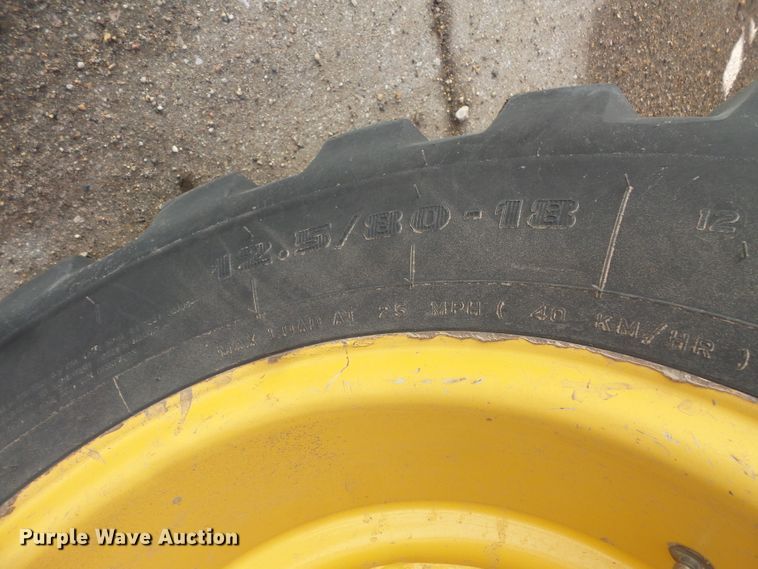 12.5/80-18
12
MAX LOAD AT 25 MPH ( 40 KM/HR )
Purple Wave Auction